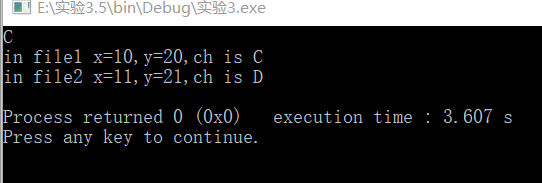 E:\实验3.5\bin\Debug\实验3.exe
C
in file1 x=10,y=20,ch is C
in file2 x=11,y=21,ch is D
Process returned 0 (0x0)   execution time : 3.607 s
Press any key to continue.